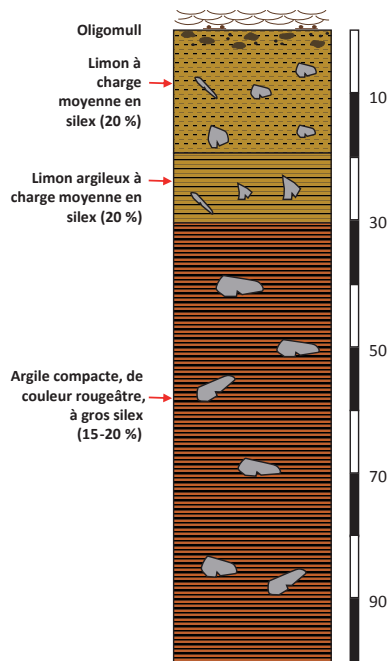 Oligomull
Limon à
charge
moyenne en
silex (20 %)
10
Limon argileux à
charge moyenne en
silex (20 %)
30
50
Argile compacte, de
couleur rougeâtre,
à gros silex
(15-20 %)
70
90